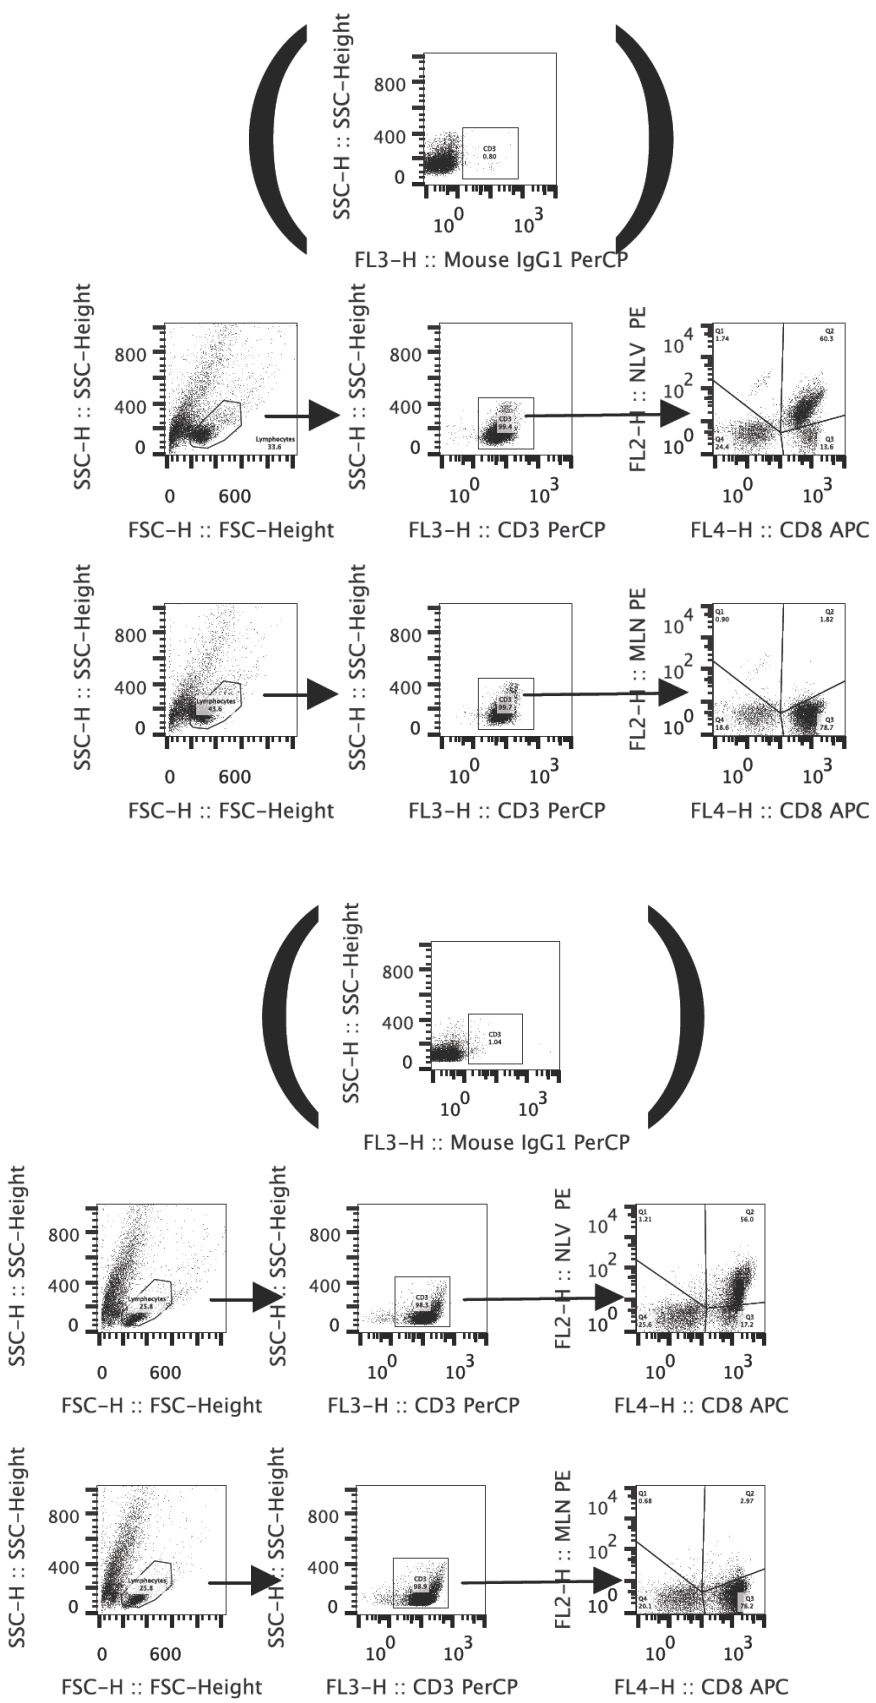 SSC-H :: SSC-Height
800
400
0
CD3
0.80
10^0 10^3
FL3-H :: Mouse IgG1 PerCP
SSC-H :: SSC-Height
800
400
0
Lymphocytes
33.6
0 600
FSC-H :: FSC-Height
SSC-H :: SSC-Height
800
400
0
CD3
99.4
10^0 10^3
FL3-H :: CD3 PerCP
FL2-H :: NLV PE
10^4
10^2
10^0
Q1
1.74
Q2
60.3
Q4
24.4
Q3
13.6
10^0 10^3
FL4-H :: CD8 APC
SSC-H :: SSC-Height
800
400
0
Lymphocytes
43.6
0 600
FSC-H :: FSC-Height
SSC-H :: SSC-Height
800
400
0
CD3
99.7
10^0 10^3
FL3-H :: CD3 PerCP
FL2-H :: MLN PE
10^4
10^2
10^0
Q1
0.90
Q2
1.82
Q4
18.6
Q3
78.7
10^0 10^3
FL4-H :: CD8 APC
SSC-H :: SSC-Height
800
400
0
CD3
1.04
10^0 10^3
FL3-H :: Mouse IgG1 PerCP
SSC-H :: SSC-Height
800
400
0
Lymphocytes
25.8
0 600
FSC-H :: FSC-Height
SSC-H :: SSC-Height
800
400
0
CD3
98.5
10^0 10^3
FL3-H :: CD3 PerCP
FL2-H :: NLV PE
10^4
10^2
10^0
Q1
1.21
Q2
56.0
Q4
25.6
Q3
17.2
10^0 10^3
FL4-H :: CD8 APC
SSC-H :: SSC-Height
800
400
0
Lymphocytes
25.8
0 600
FSC-H :: FSC-Height
SSC-H :: SSC-Height
800
400
0
CD3
98.9
10^0 10^3
FL3-H :: CD3 PerCP
FL2-H :: MLN PE
10^4
10^2
10^0
Q1
0.68
Q2
2.97
Q4
20.1
Q3
76.2
10^0 10^3
FL4-H :: CD8 APC